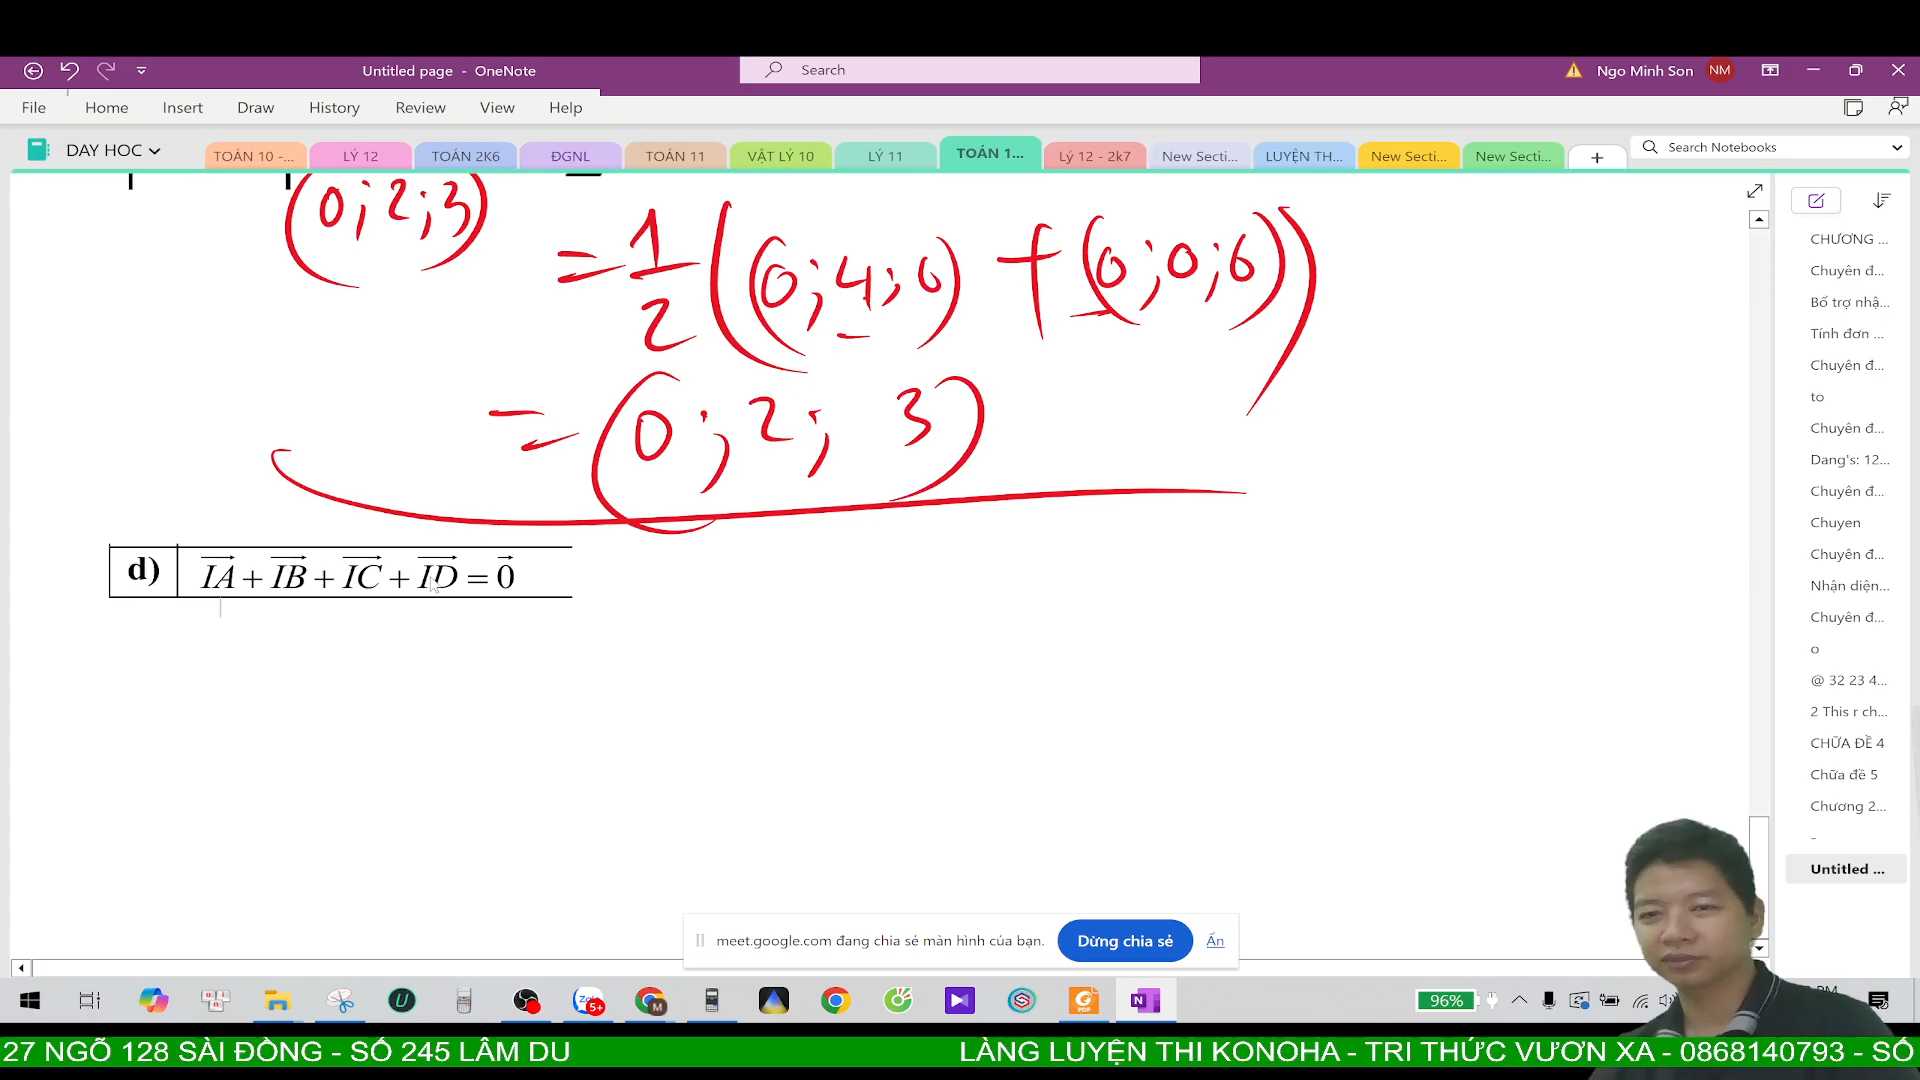 Untitled page - OneNote
Search
Ngo Minh Son
NM
File
Home
Insert
Draw
History
Review
View
Help
DAY HOC
TOÁN 10 -...
LÝ 12
TOÁN 2K6
ĐGNL
TOÁN 11
VẬT LÝ 10
LÝ 11
TOÁN 1...
Lý 12 - 2k7
New Secti...
LUYỆN TH...
New Secti...
New Secti...
+
Search Notebooks
(0;2;3)
= 1/2 ((0;4;0) + (0;0;6))
= (0; 2; 3)
d) \overrightarrow{IA} + \overrightarrow{IB} + \overrightarrow{IC} + \overrightarrow{ID} = \vec{0}
CHƯƠNG ...
Chuyên đ...
Bổ trợ nhậ...
Tính đơn ...
Chuyên đ...
to
Chuyên đ...
Dang's: 12...
Chuyên đ...
Chuyen
Chuyên đ...
Nhận diện...
Chuyên đ...
o
@ 32 23 4...
2 This r ch...
CHỮA ĐỀ 4
Chữa đề 5
Chương 2...
-
Untitled ...
meet.google.com đang chia sẻ màn hình của bạn.
Dừng chia sẻ
Ẩn
96%
27 NGÕ 128 SÀI ĐỒNG - SỐ 245 LÂM DU
LÀNG LUYỆN THI KONOHA - TRI THỨC VƯƠN XA - 0868140793 - SỐ